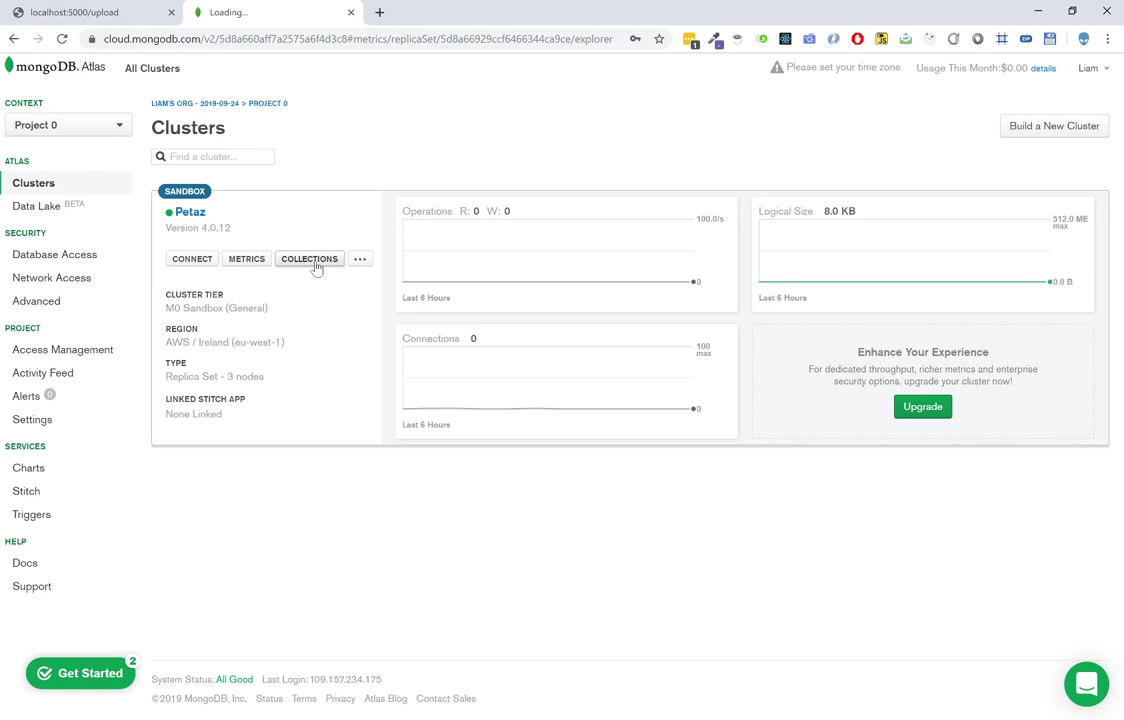 localhost:5000/upload
Loading...
cloud.mongodb.com/v2/5d8a660aff7a2575a6f4d3c8#metrics/replicaSet/5d8a66929ccf6466344ca9ce/explorer
mongoDB. Atlas
All Clusters
Please set your time zone
Usage This Month:$0.00 details
Liam
CONTEXT
Project 0
ATLAS
Clusters
Data Lake BETA
SECURITY
Database Access
Network Access
Advanced
PROJECT
Access Management
Activity Feed
Alerts 0
Settings
SERVICES
Charts
Stitch
Triggers
HELP
Docs
Support
Get Started
2
LIAM'S ORG - 2019-09-24 > PROJECT 0
Clusters
Build a New Cluster
Find a cluster...
SANDBOX
Petaz
Version 4.0.12
CONNECT
METRICS
COLLECTIONS
...
CLUSTER TIER
M0 Sandbox (General)
REGION
AWS / Ireland (eu-west-1)
TYPE
Replica Set - 3 nodes
LINKED STITCH APP
None Linked
Operations R: 0 W: 0
100.0/s
0
Last 6 Hours
Logical Size 8.0 KB
512.0 MB
max
0.0 B
Last 6 Hours
Connections 0
100
max
0
Last 6 Hours
Enhance Your Experience
For dedicated throughput, richer metrics and enterprise
security options, upgrade your cluster now!
Upgrade
System Status: All Good Last Login: 109.157.234.175
©2019 MongoDB, Inc. Status Terms Privacy Atlas Blog Contact Sales